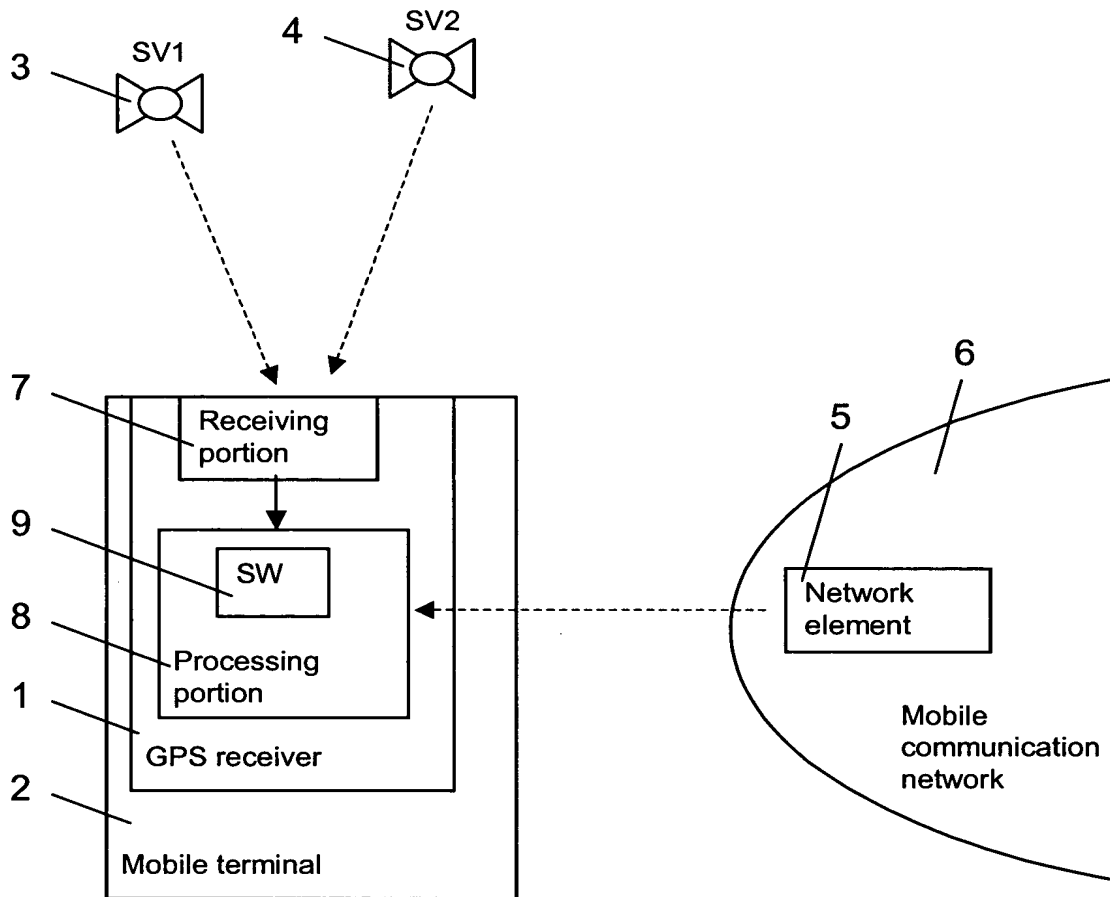 SV1
SV2
3
4
7
Receiving
portion
6
5
9
SW
Network
element
8
Processing
portion
1
GPS receiver
Mobile
communication
network
2
Mobile terminal